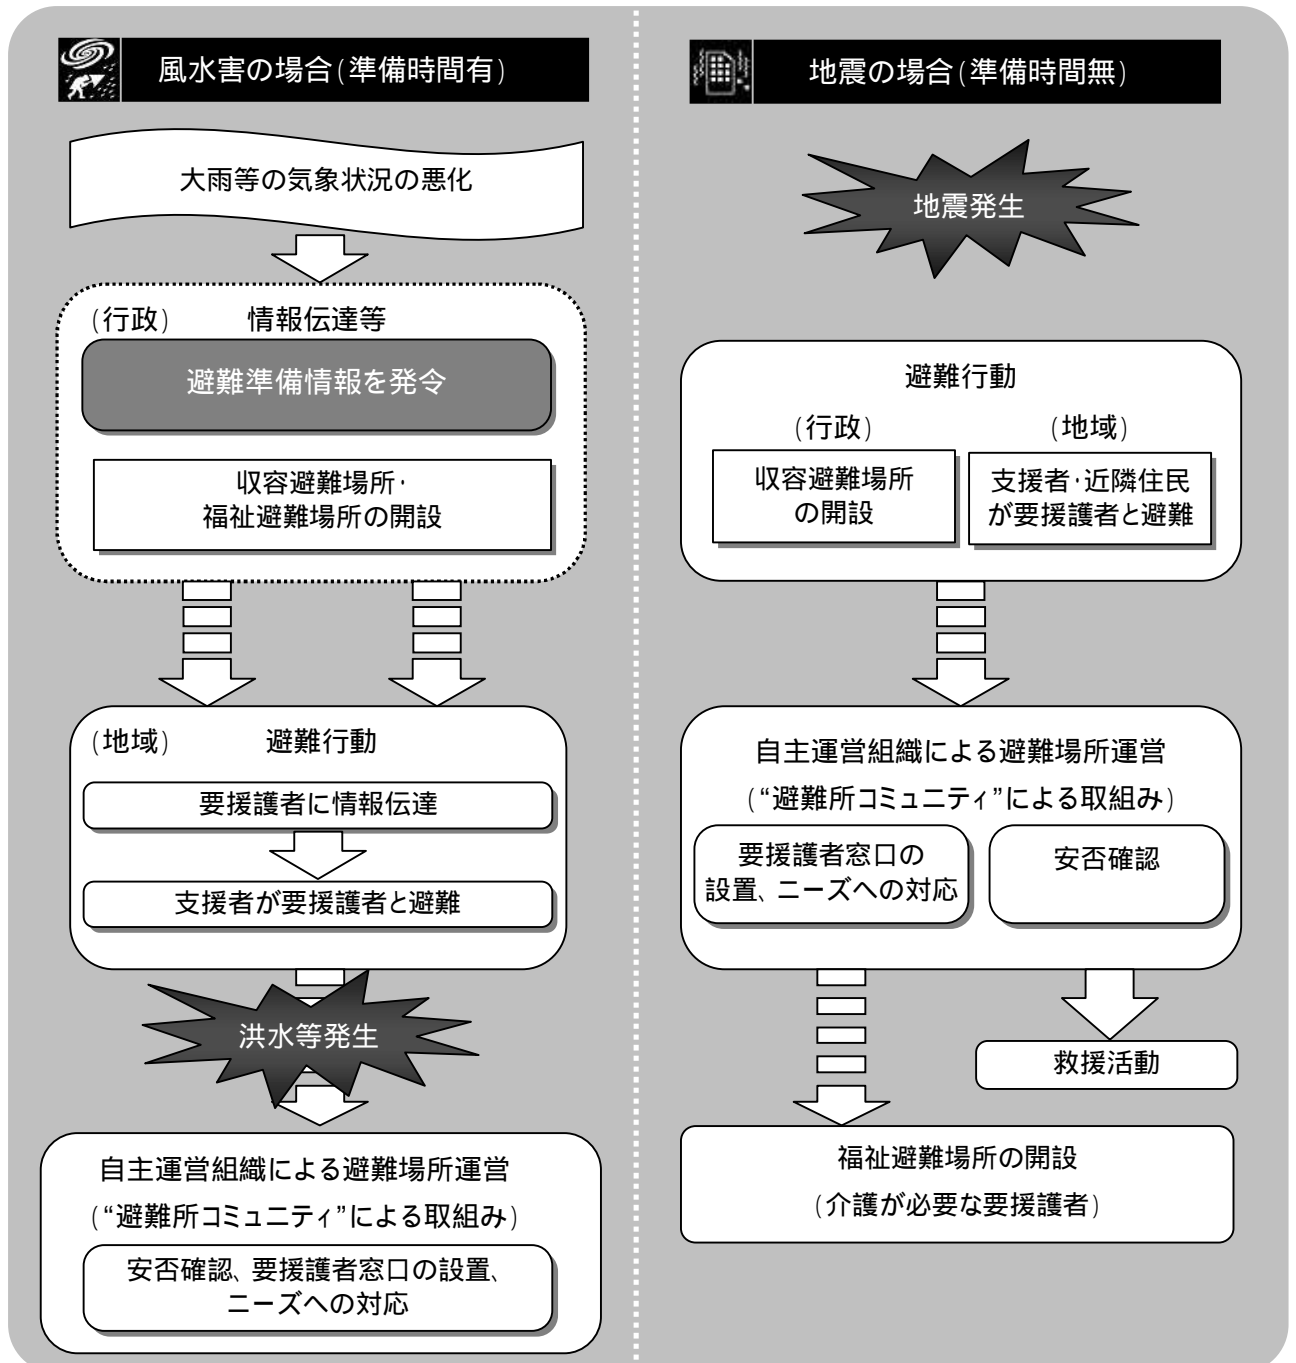 風水害の場合(準備時間有)
大雨等の気象状況の悪化
(行政) 情報伝達等
避難準備情報を発令
収容避難場所・
福祉避難場所の開設
(地域) 避難行動
要援護者に情報伝達
支援者が要援護者と避難
洪水等発生
自主運営組織による避難場所運営
(“避難所コミュニティ”による取組み)
安否確認、要援護者窓口の設置、
ニーズへの対応
地震の場合(準備時間無)
地震発生
避難行動
(行政)
収容避難場所
の開設
(地域)
支援者・近隣住民
が要援護者と避難
自主運営組織による避難場所運営
(“避難所コミュニティ”による取組み)
要援護者窓口の
設置、ニーズへの対応
安否確認
救援活動
福祉避難場所の開設
(介護が必要な要援護者)